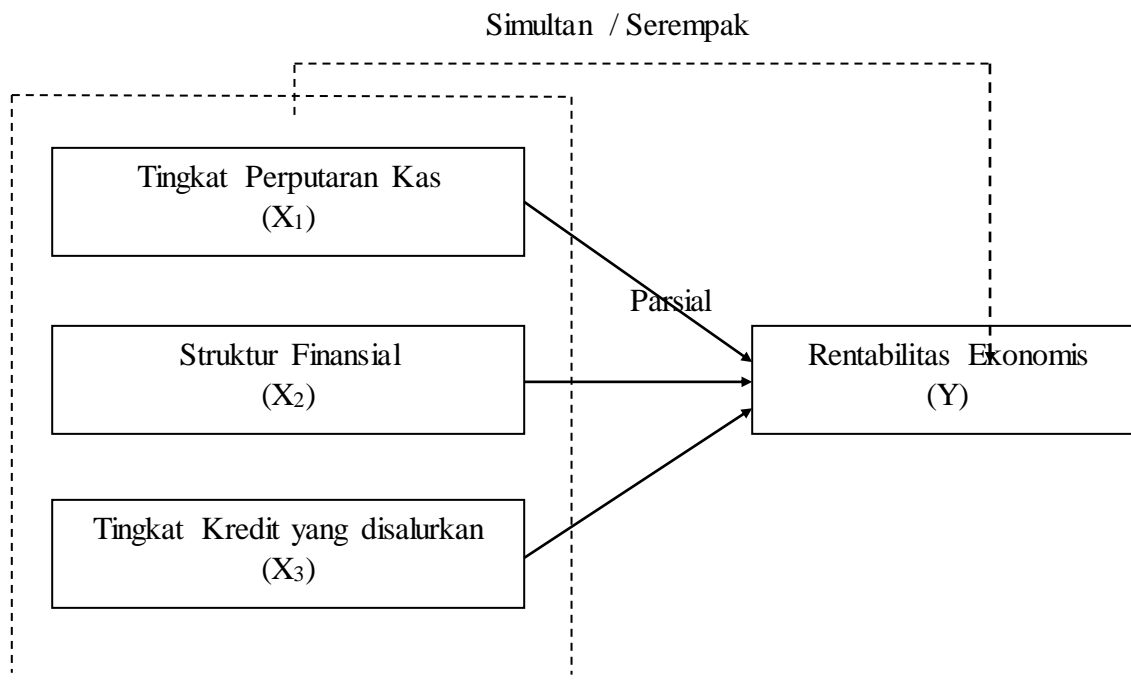 Simultan / Serempak
Tingkat Perputaran Kas
(X₁)
Parsial
Struktur Finansial
(X₂)
Rentabilitas Ekonomis
(Y)
Tingkat Kredit yang disalurkan
(X₃)